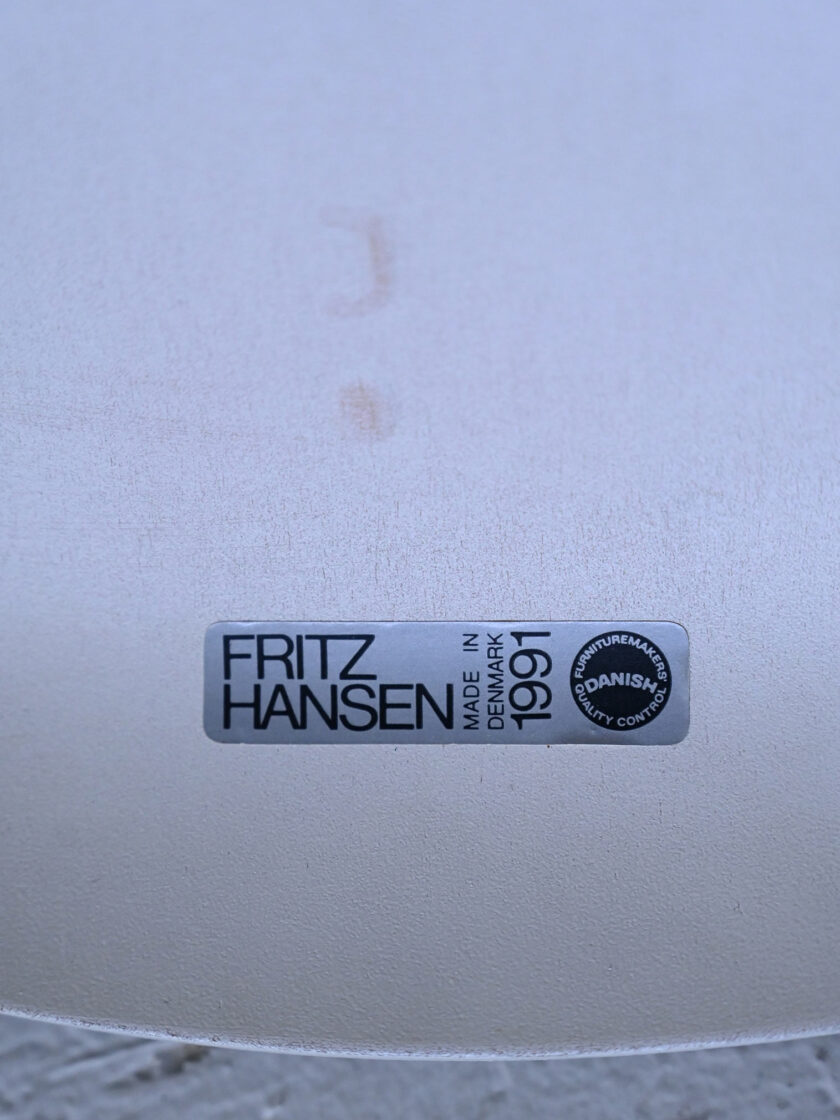 FRITZ
HANSEN
MADE IN
DENMARK
1991
FURNITUREMAKERS'
DANISH
QUALITY CONTROL